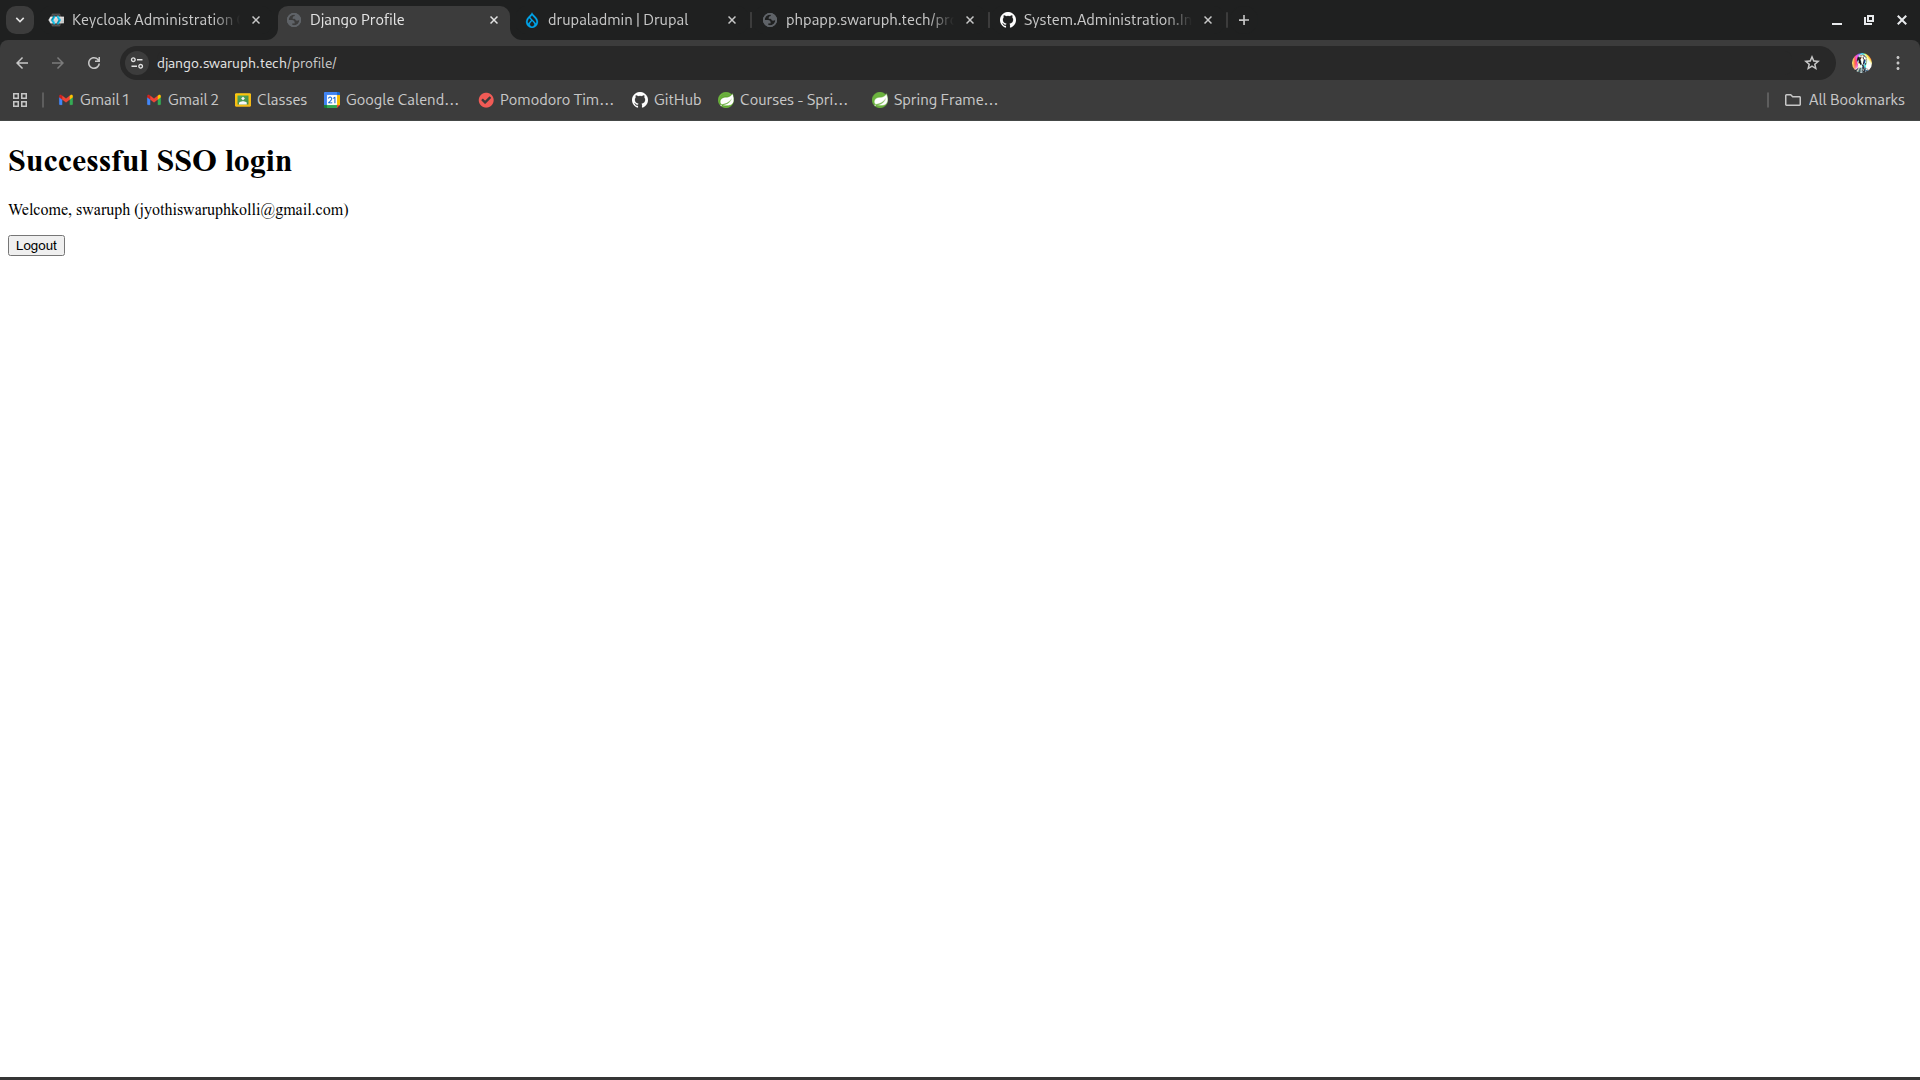 Keycloak Administration
Django Profile
drupaladmin | Drupal
phpapp.swaruph.tech/pr
System.Administration.In
django.swaruph.tech/profile/
Gmail 1
Gmail 2
Classes
Google Calend…
Pomodoro Tim…
GitHub
Courses - Spri…
Spring Frame…
All Bookmarks
Successful SSO login
Welcome, swaruph (jyothiswaruphkolli@gmail.com)
Logout